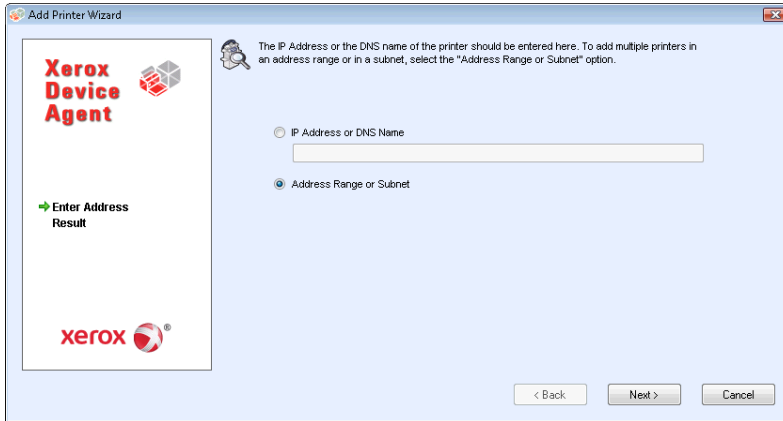 Add Printer Wizard
Xerox
Device
Agent
The IP Address or the DNS name of the printer should be entered here. To add multiple printers in
an address range or in a subnet, select the "Address Range or Subnet" option.
IP Address or DNS Name
Address Range or Subnet
Enter Address
Result
xerox ®
< Back
Next >
Cancel